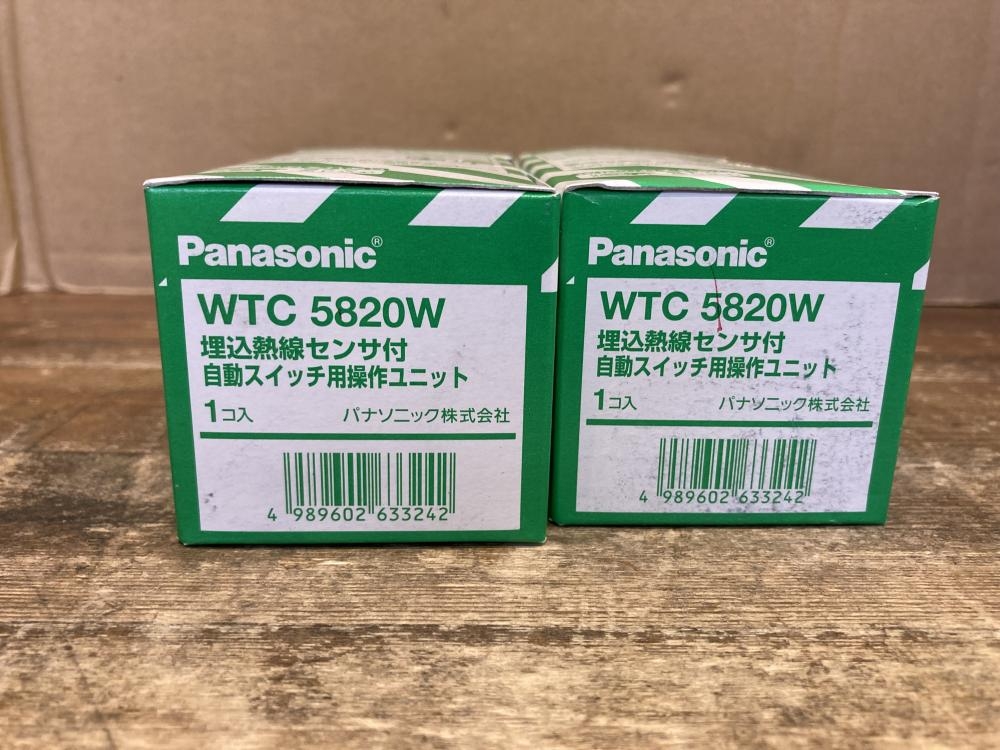 Panasonic®
WTC 5820W
埋込熱線センサ付
自動スイッチ用操作ユニット
1コ入 パナソニック株式会社
4 989602 633242
Panasonic®
WTC 5820W
埋込熱線センサ付
自動スイッチ用操作ユニット
1コ入 パナソニック株式会社
4 989602 633242